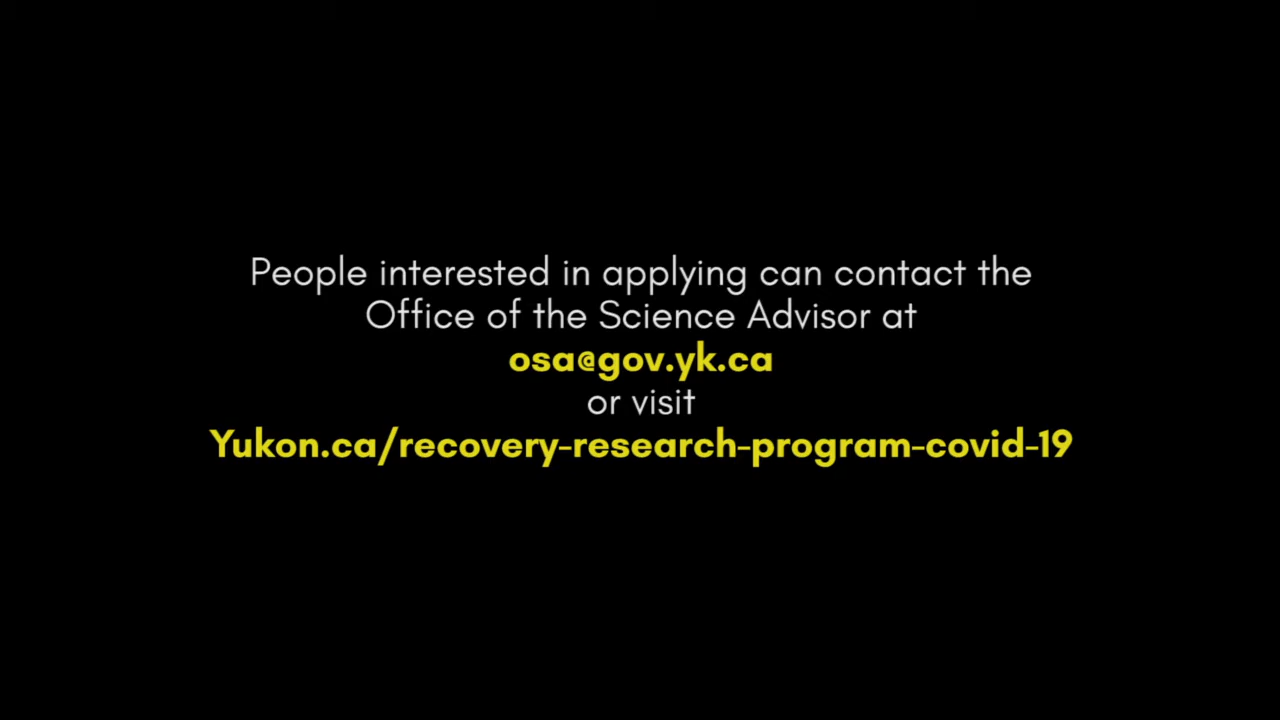 People interested in applying can contact the
Office of the Science Advisor at
osa@gov.yk.ca
or visit
Yukon.ca/recovery-research-program-covid-19